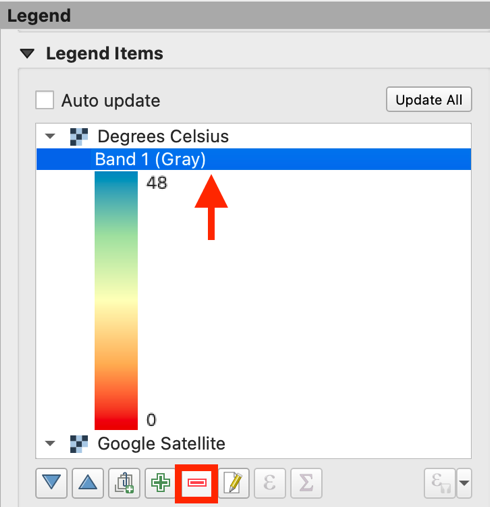 Legend
Legend Items
Auto update
Update All
Degrees Celsius
Band 1 (Gray)
48
0
Google Satellite
ε
Σ
ε